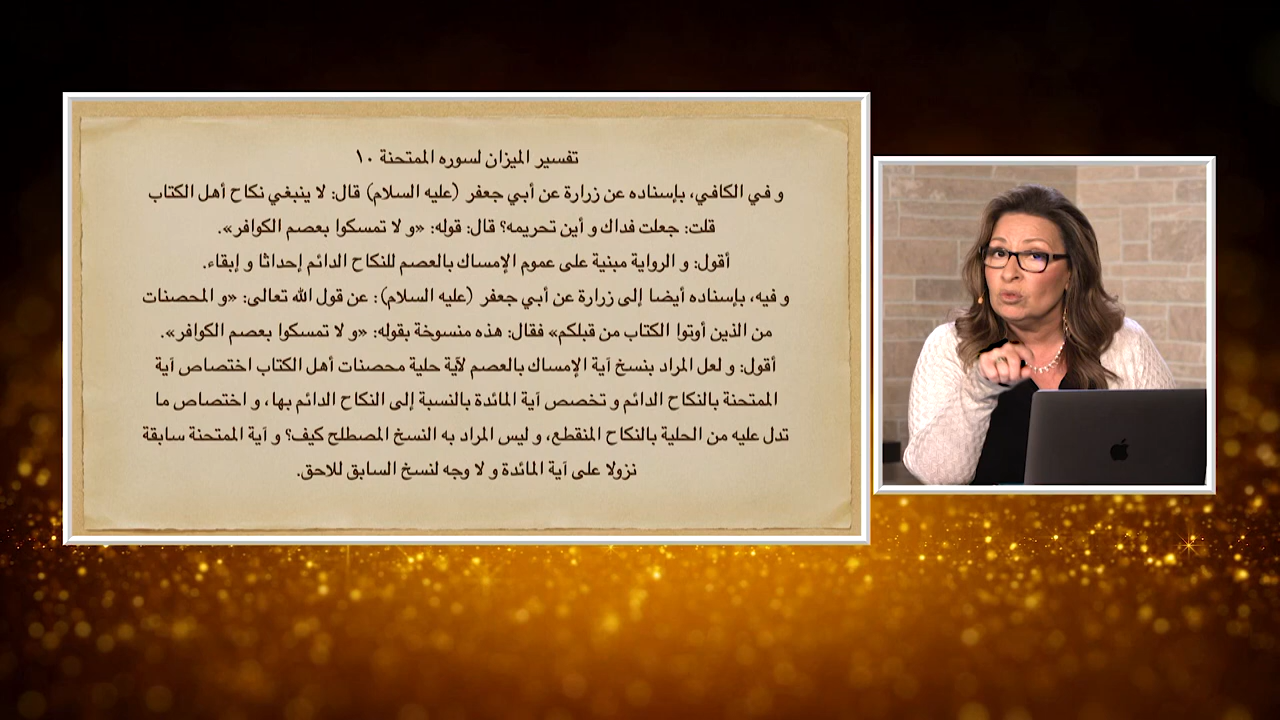 تفسير الميزان لسوره الممتحنة ١٠
و في الكافي، بإسناده عن زرارة عن أبي جعفر (عليه السلام) قال: لا ينبغي نكاح أهل الكتاب
قلت: جعلت فداك و أين تحريمه؟ قال: قوله: «و لا تمسكوا بعصم الكوافر».
أقول: و الرواية مبنية على عموم الإمساك بالعصم للنكاح الدائم إحداثا و إبقاء.
و فيه، بإسناده أيضا إلى زرارة عن أبي جعفر (عليه السلام): عن قول الله تعالى: «و المحصنات
من الذين أوتوا الكتاب من قبلكم» فقال: هذه منسوخة بقوله: «و لا تمسكوا بعصم الكوافر».
أقول: و لعل المراد بنسخ آية الإمساك بالعصم لآية حلية محصنات أهل الكتاب اختصاص آية
الممتحنة بالنكاح الدائم و تخصص آية المائدة بالنسبة إلى النكاح الدائم بها، و اختصاص ما
تدل عليه من الحلية بالنكاح المنقطع، و ليس المراد به النسخ المصطلح كيف؟ و آية الممتحنة سابقة
نزولا على آية المائدة و لا وجه لنسخ السابق للاحق.